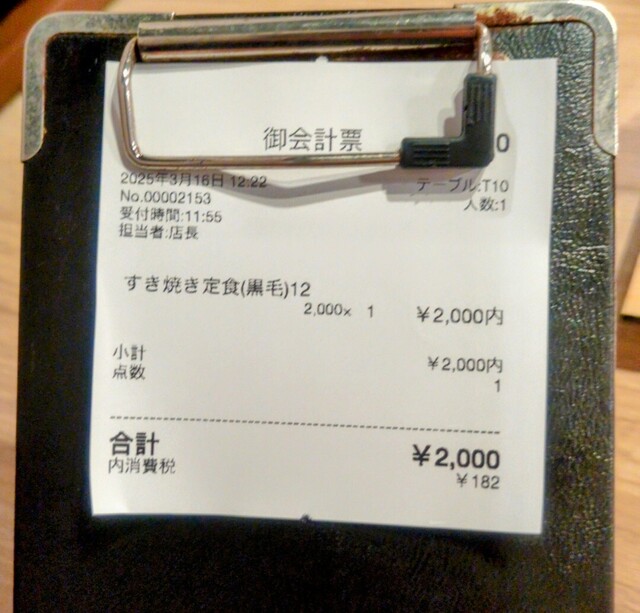 御会計票 0
2025年3月16日 12:22 テーブル:T10
No.00002153 人数:1
受付時間:11:55
担当者:店長
すき焼き定食(黒毛)12
2,000× 1 ¥2,000内
小計 ¥2,000内
点数 1
合計 ¥2,000
内消費税 ¥182